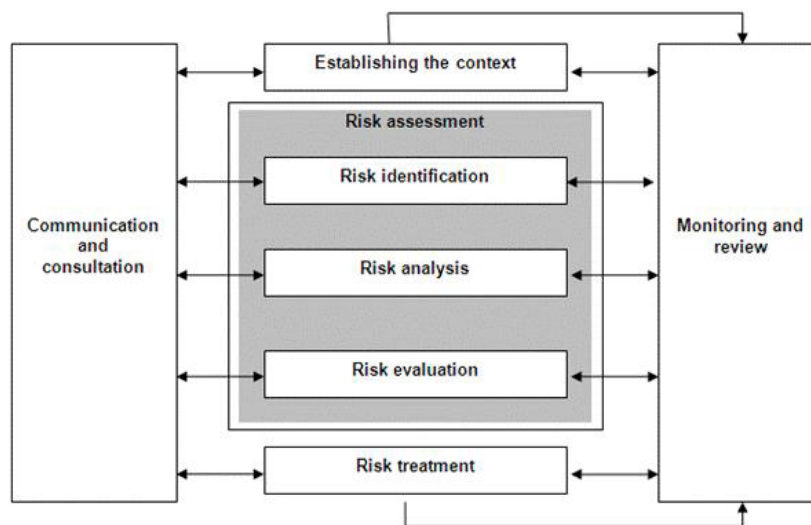 Establishing the context
Risk assessment
Risk identification
Communication
and
consultation
Monitoring and
review
Risk analysis
Risk evaluation
Risk treatment